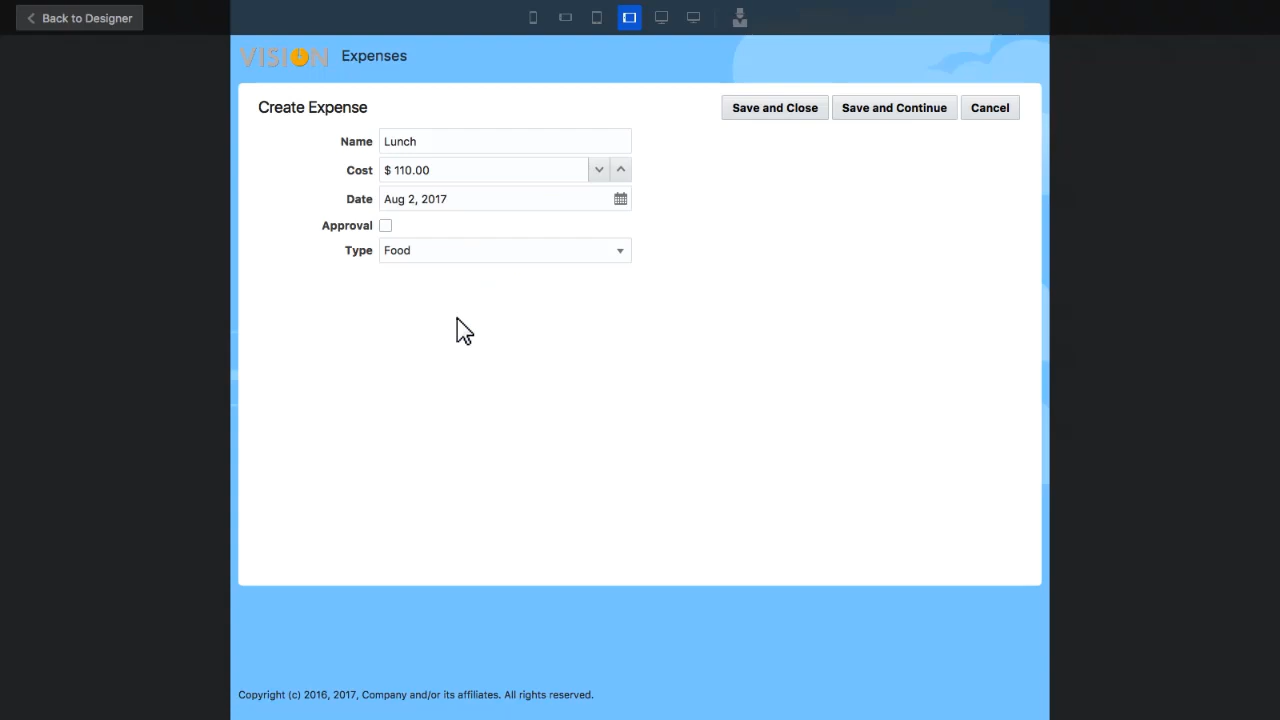 Back to Designer
VISION Expenses
Create Expense
Save and Close Save and Continue Cancel
Name Lunch
Cost $ 110.00
Date Aug 2, 2017
Approval
Type Food
Copyright (c) 2016, 2017, Company and/or its affiliates. All rights reserved.